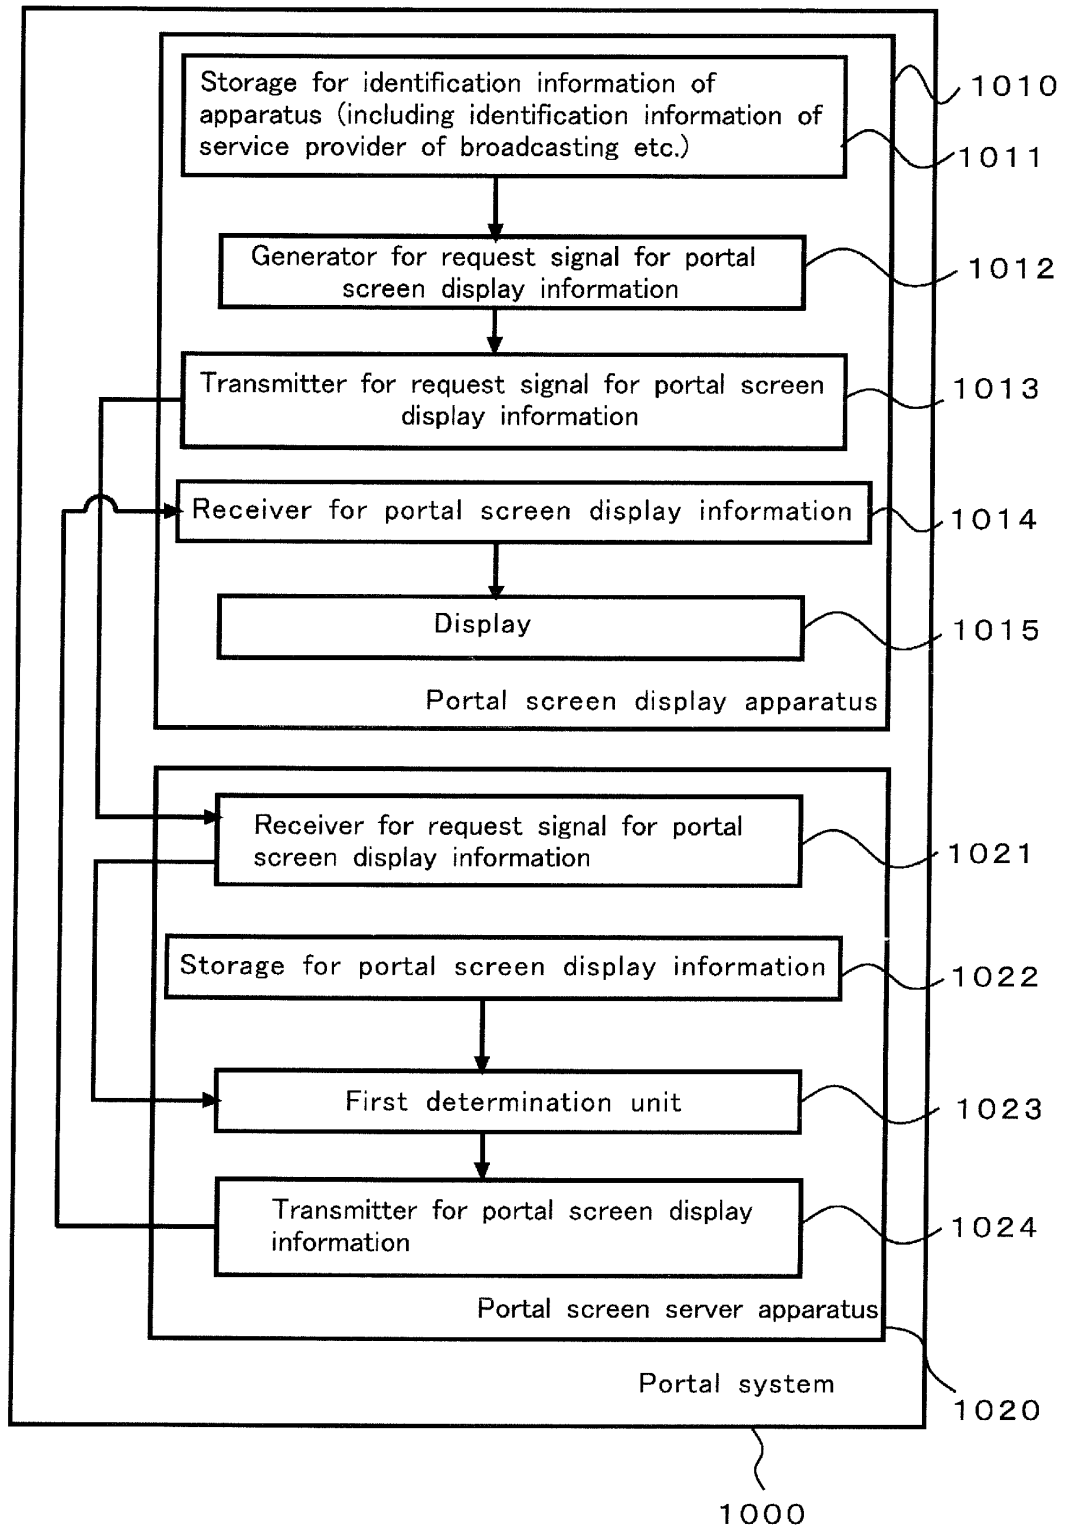 Storage for identification information of
apparatus (including identification information of
service provider of broadcasting etc.)
1010
1011
Generator for request signal for portal
screen display information
1012
Transmitter for request signal for portal screen
display information
1013
Receiver for portal screen display information
1014
Display
1015
Portal screen display apparatus
Receiver for request signal for portal
screen display information
1021
Storage for portal screen display information
1022
First determination unit
1023
Transmitter for portal screen display
information
1024
Portal screen server apparatus
Portal system
1020
1000